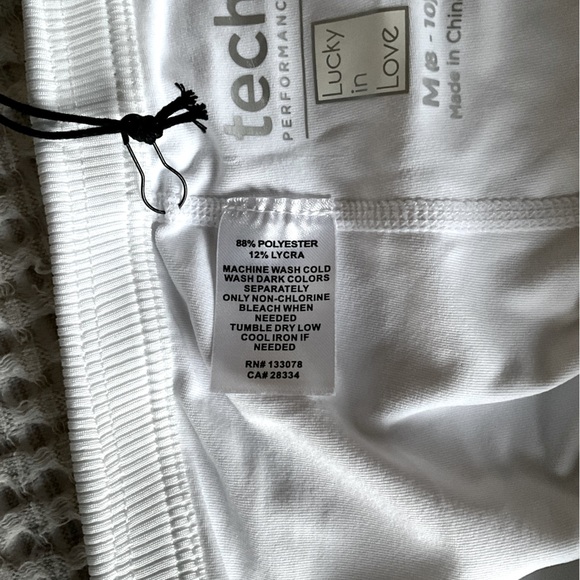 tech
PERFORMANC
Lucky
in
Love
M (8 - 10)
Made in China
88% POLYESTER
12% LYCRA
MACHINE WASH COLD
WASH DARK COLORS
SEPARATELY
ONLY NON-CHLORINE
BLEACH WHEN
NEEDED
TUMBLE DRY LOW
COOL IRON IF
NEEDED
RN# 133078
CA# 28334